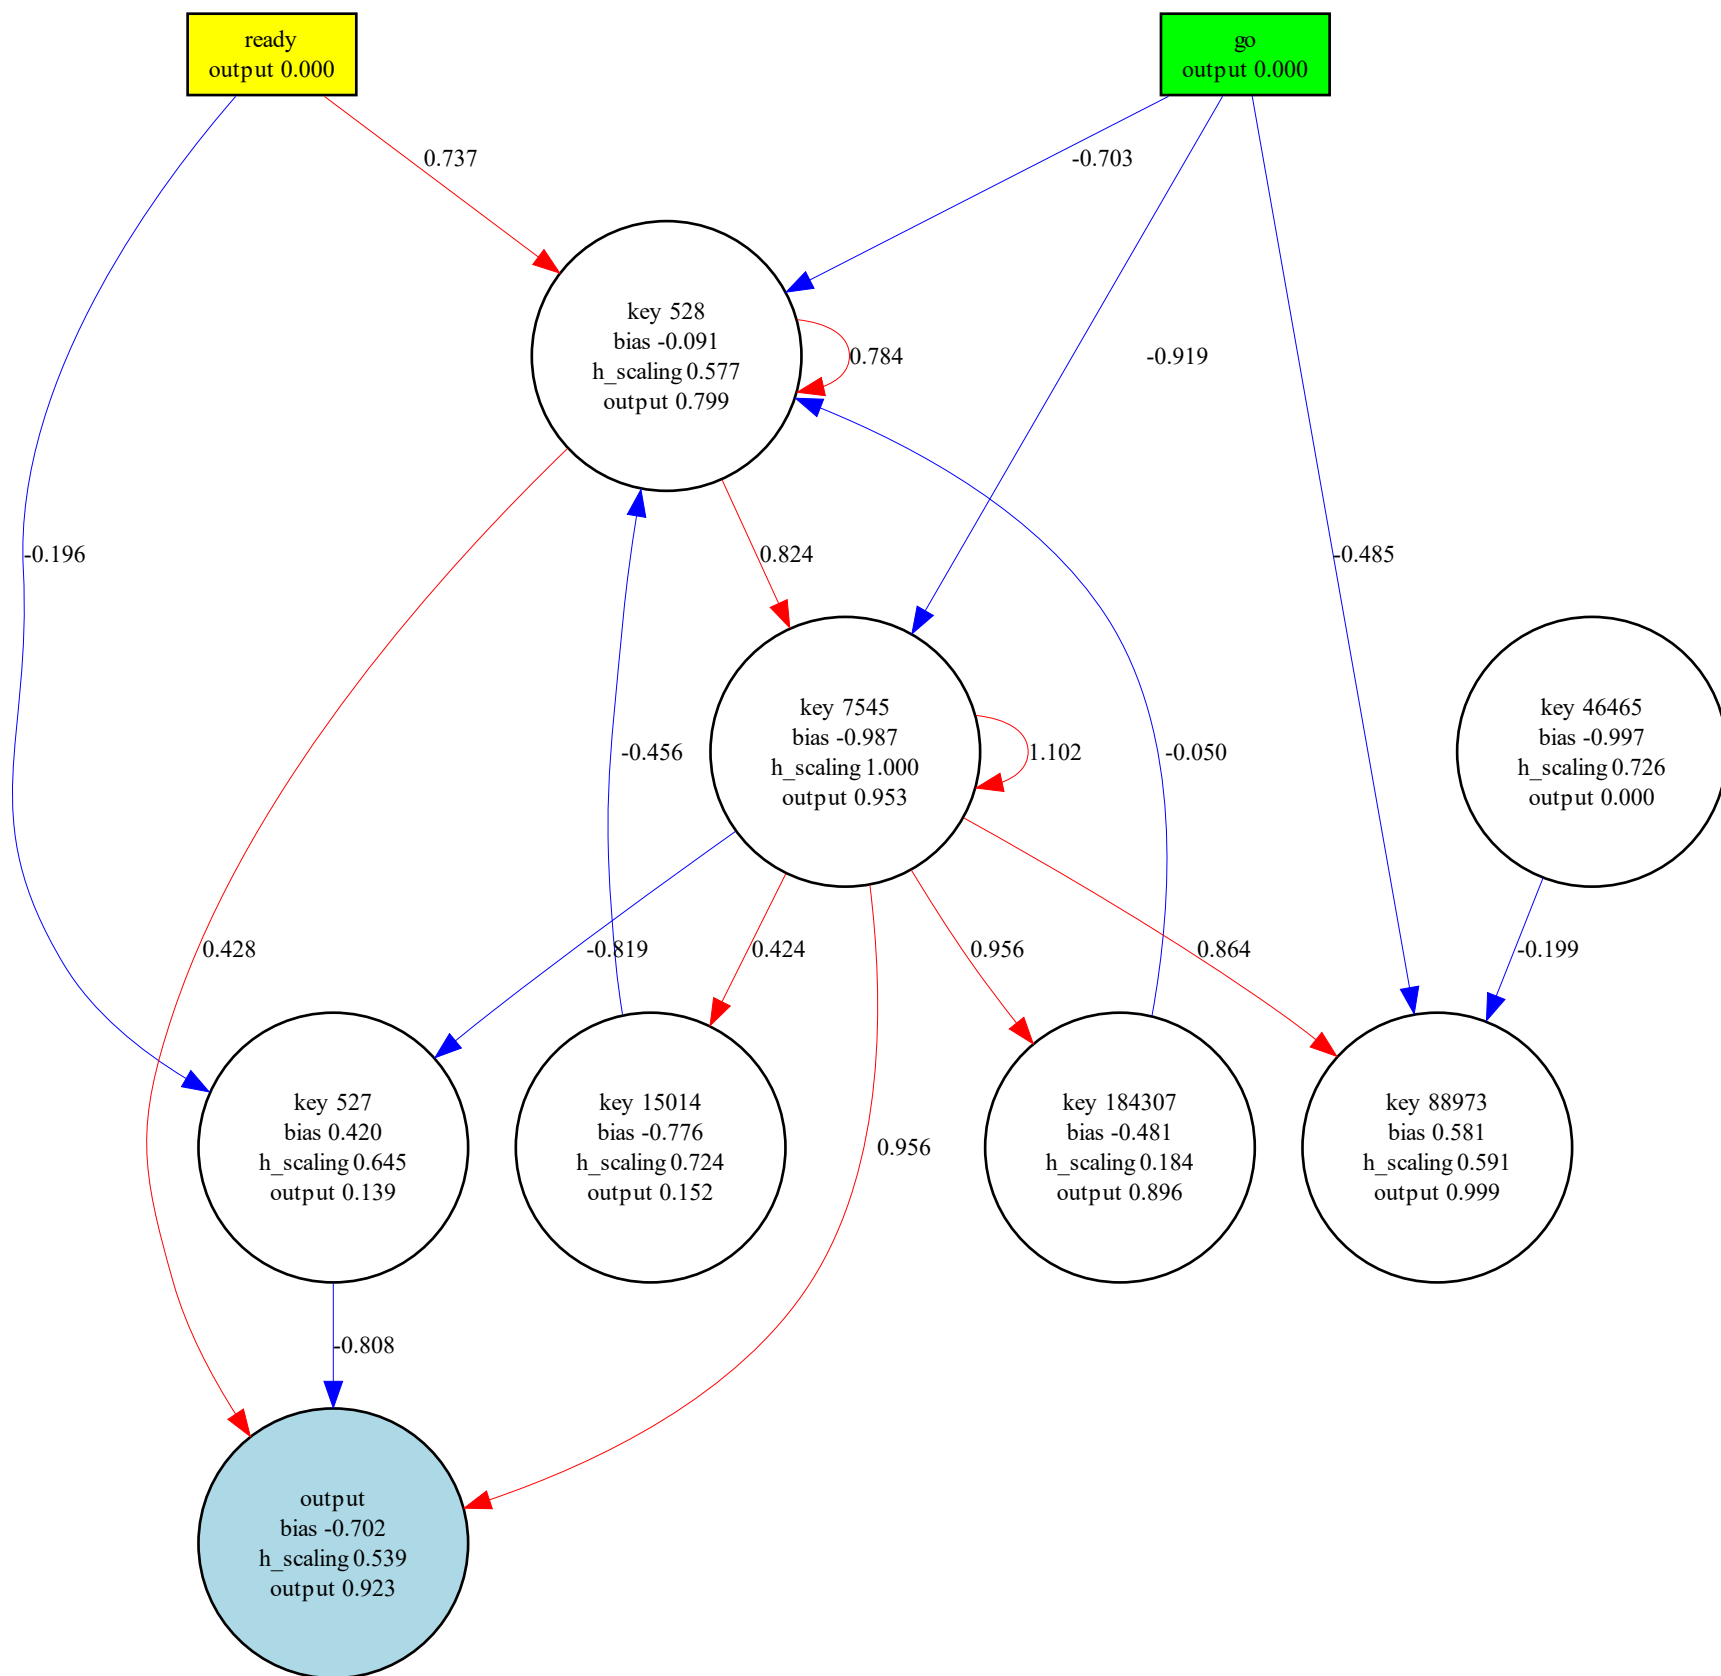 ready
output 0.000
go
output 0.000
0.737
-0.703
key 528
bias -0.091
h_scaling 0.577
output 0.799
0.784
-0.919
-0.196
0.824
-0.485
key 7545
bias -0.987
h_scaling 1.000
output 0.953
1.102
-0.456
-0.050
key 46465
bias -0.997
h_scaling 0.726
output 0.000
0.428
-0.819
0.424
0.956
0.864
-0.199
key 527
bias 0.420
h_scaling 0.645
output 0.139
key 15014
bias -0.776
h_scaling 0.724
output 0.152
0.956
key 184307
bias -0.481
h_scaling 0.184
output 0.896
key 88973
bias 0.581
h_scaling 0.591
output 0.999
-0.808
output
bias -0.702
h_scaling 0.539
output 0.923